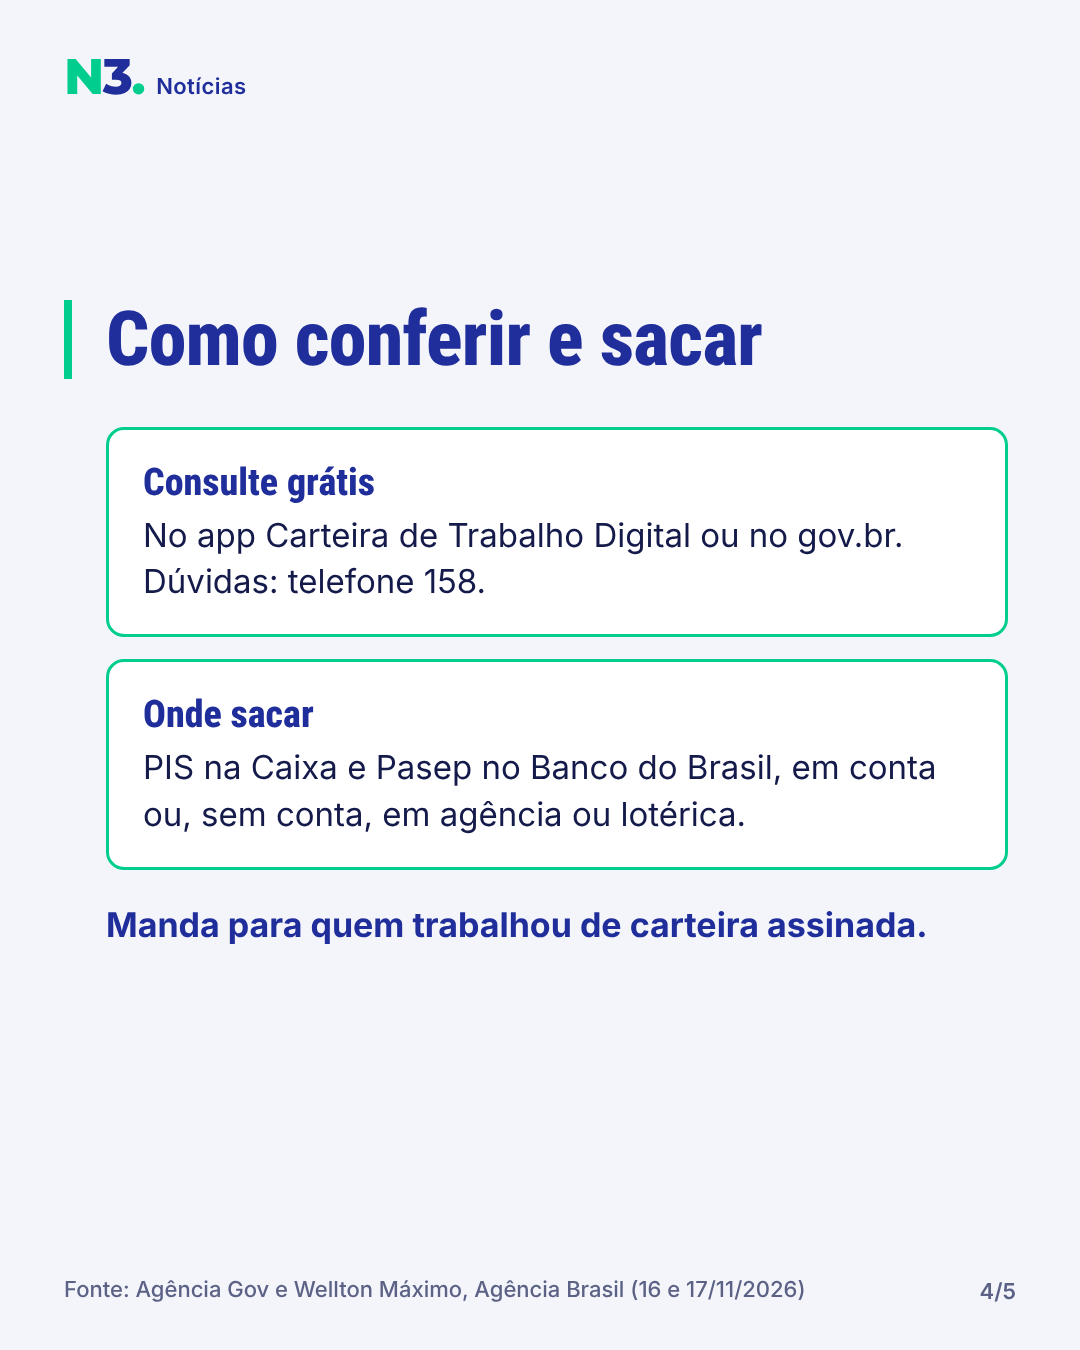 N3. Notícias
Como conferir e sacar
Consulte grátis
No app Carteira de Trabalho Digital ou no gov.br.
Dúvidas: telefone 158.
Onde sacar
PIS na Caixa e Pasep no Banco do Brasil, em conta
ou, sem conta, em agência ou lotérica.
Manda para quem trabalhou de carteira assinada.
Fonte: Agência Gov e Wellton Máximo, Agência Brasil (16 e 17/11/2026)
4/5